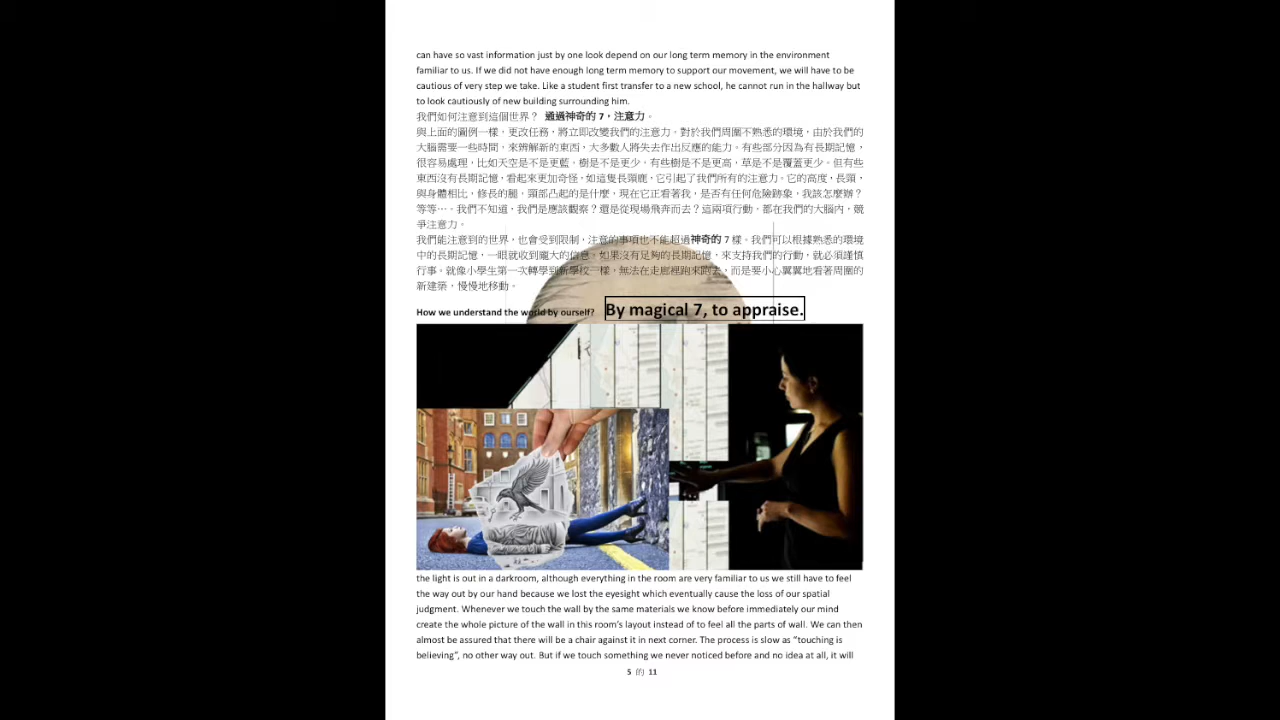 can have so vast information just by one look depend on our long term memory in the environment
familiar to us. If we did not have enough long term memory to support our movement, we will have to be
cautious of very step we take. Like a student first transfer to a new school, he cannot run in the hallway but
to look cautiously of new building surrounding him.
我們如何注意到這個世界？ 通過神奇的 7，注意力。
與上面的圖例一樣，更改任務，將立即改變我們的注意力。對於我們周圍不熟悉的環境，由於我們的
大腦需要一些時間，來辨解新的東西，大多數人將失去作出反應的能力。有些部分因為有長期記憶，
很容易處理，比如天空是不是更藍，樹是不是更少，有些樹是不是更高，草是不是覆蓋更少。但有些
東西沒有長期記憶，看起來更加奇怪，如這隻長頸鹿，它引起了我們所有的注意力。它的高度，長頸，
與身體相比，修長的腿，頸部凸起的是什麼，現在它正看著我，是否有任何危險跡象，我該怎麼辦？
等等…。我們不知道，我們是應該觀察？還是從現場飛奔而去？這兩項行動，都在我們的大腦內，競
爭注意力。
我們能注意到的世界，也會受到限制，注意的事項也不能超過神奇的 7 樣。我們可以根據熟悉的環境
中的長期記憶，一眼就收到龐大的信息。如果沒有足夠的長期記憶，來支持我們的行動，就必須謹慎
行事。就像小學生第一次轉學到新學校一樣，無法在走廊裡跑來跑去，而是要小心翼翼地看著周圍的
新建築，慢慢地移動。
How we understand the world by ourself? By magical 7, to appraise.
the light is out in a darkroom, although everything in the room are very familiar to us we still have to feel
the way out by our hand because we lost the eyesight which eventually cause the loss of our spatial
judgment. Whenever we touch the wall by the same materials we know before immediately our mind
create the whole picture of the wall in this room’s layout instead of to feel all the parts of wall. We can then
almost be assured that there will be a chair against it in next corner. The process is slow as “touching is
believing”, no other way out. But if we touch something we never noticed before and no idea at all, it will
5 的 11